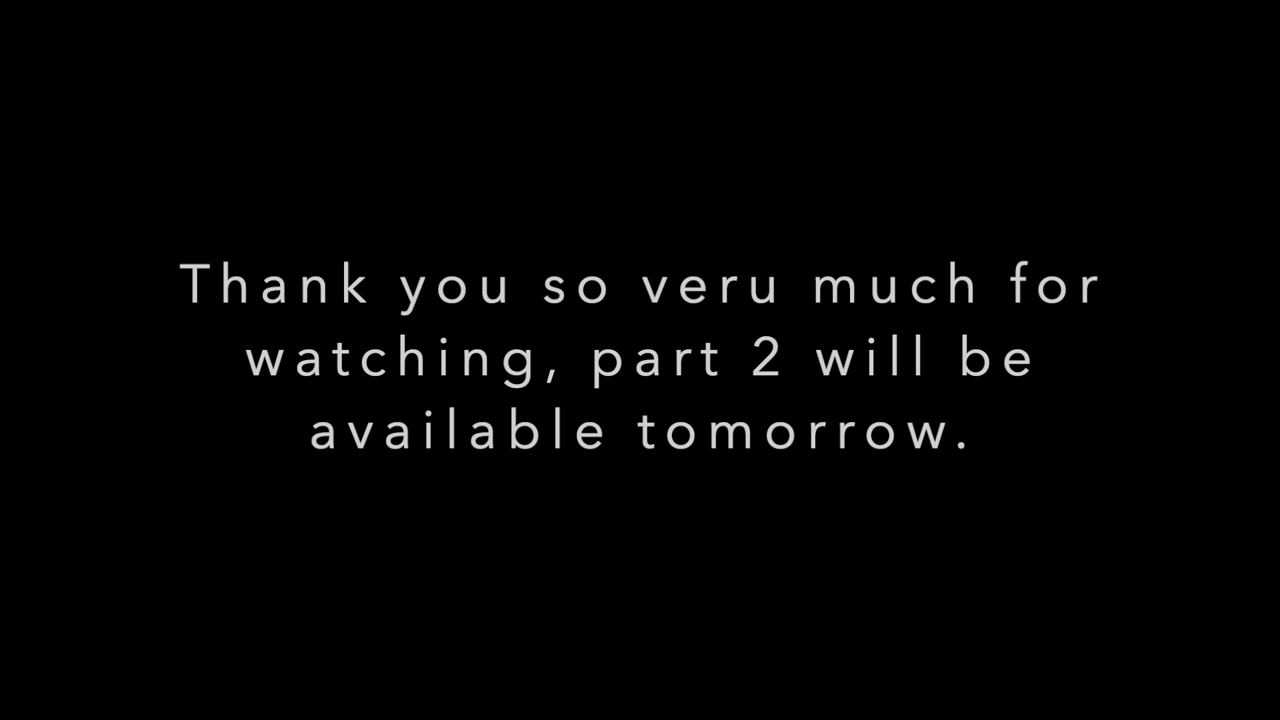 Thank you so veru much for
watching, part 2 will be
available tomorrow.